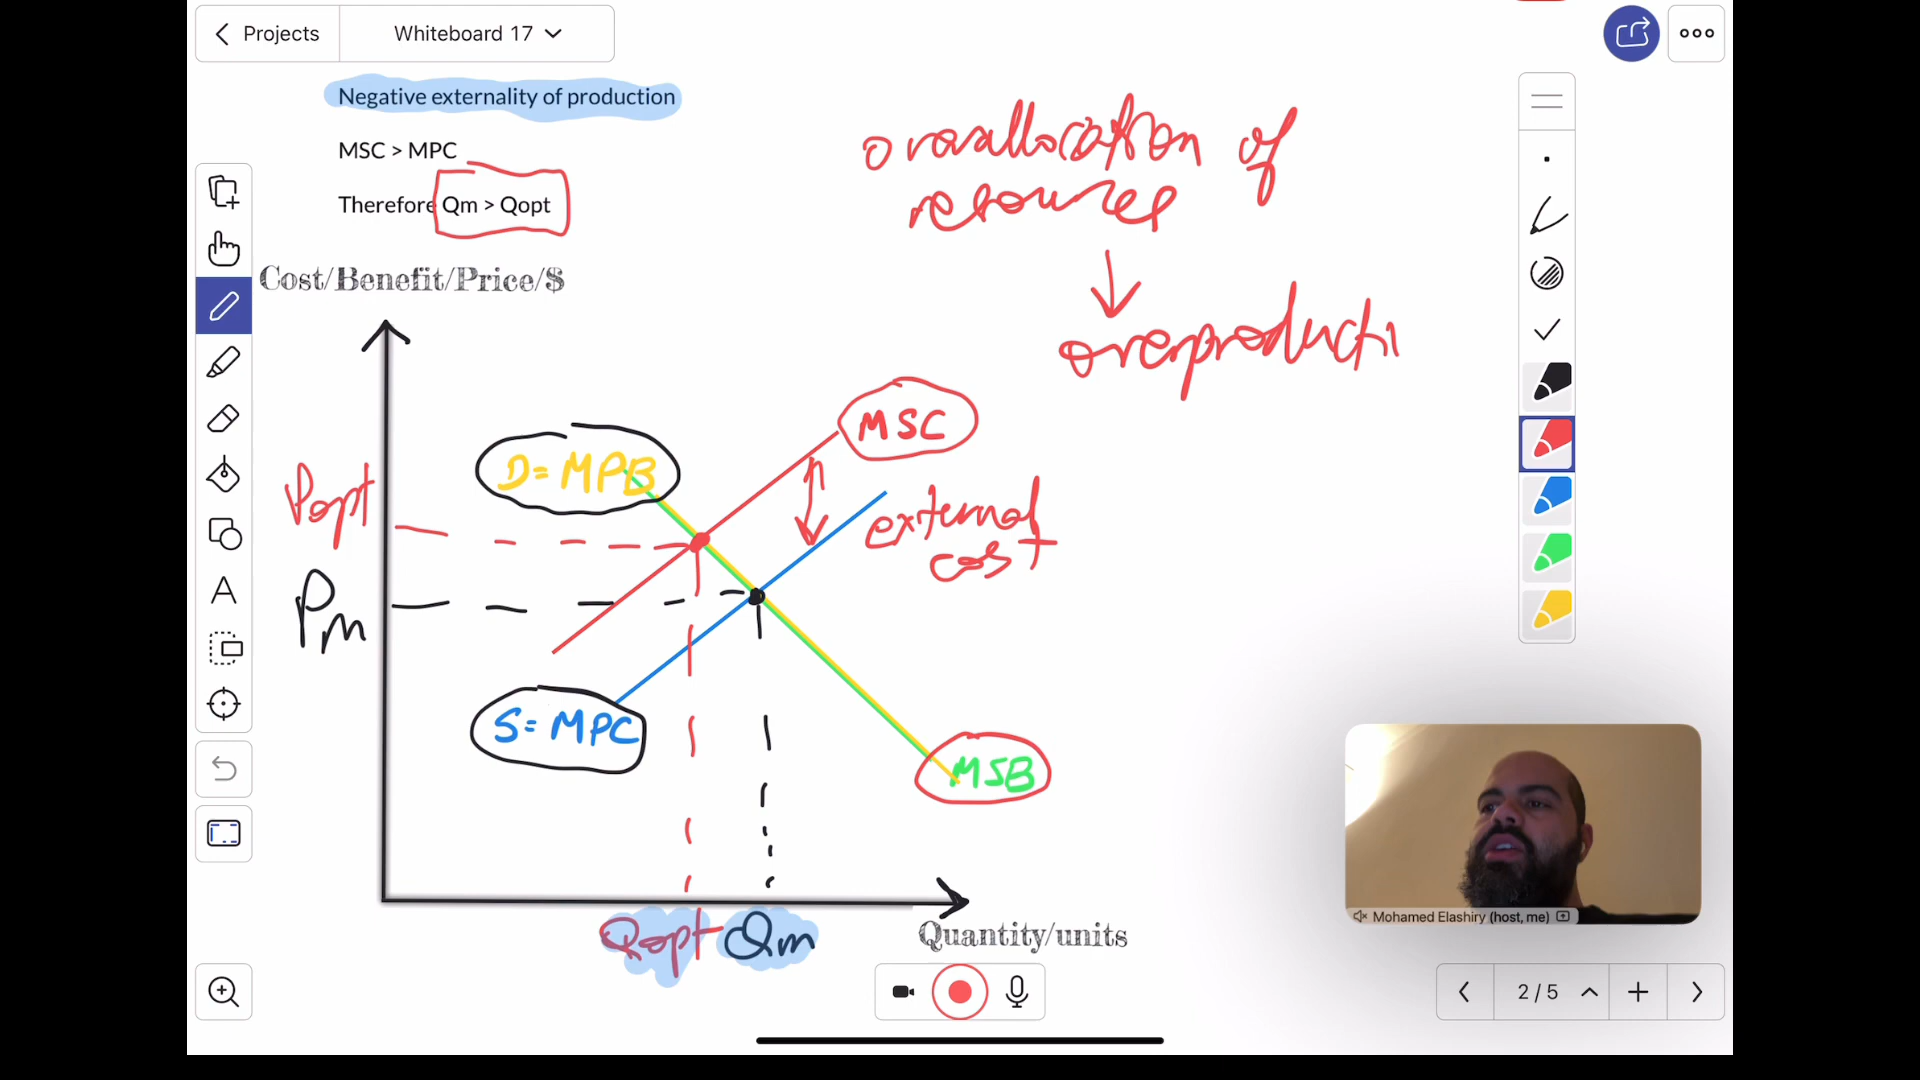 Projects
Whiteboard 17
Negative externality of production
MSC > MPC
Therefore Qm > Qopt
overallocation of
resources
overproducti
Cost/Benefit/Price/$
MSC
D= MPB
Popt
external
cost
Pm
S= MPC
MSB
Qopt
Qm
Quantity/units
Mohamed Elashiry (host, me)
2 / 5